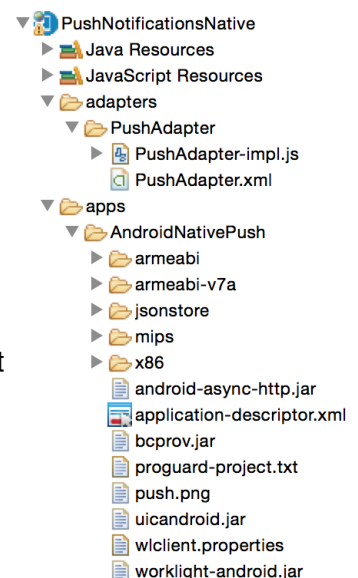 PushNotificationsNative
Java Resources
JavaScript Resources
adapters
PushAdapter
PushAdapter-impl.js
PushAdapter.xml
apps
AndroidNativePush
armeabi
armeabi-v7a
jsonstore
mips
x86
t
android-async-http.jar
application-descriptor.xml
bcprov.jar
proguard-project.txt
push.png
uicandroid.jar
wlclient.properties
worklight-android.jar